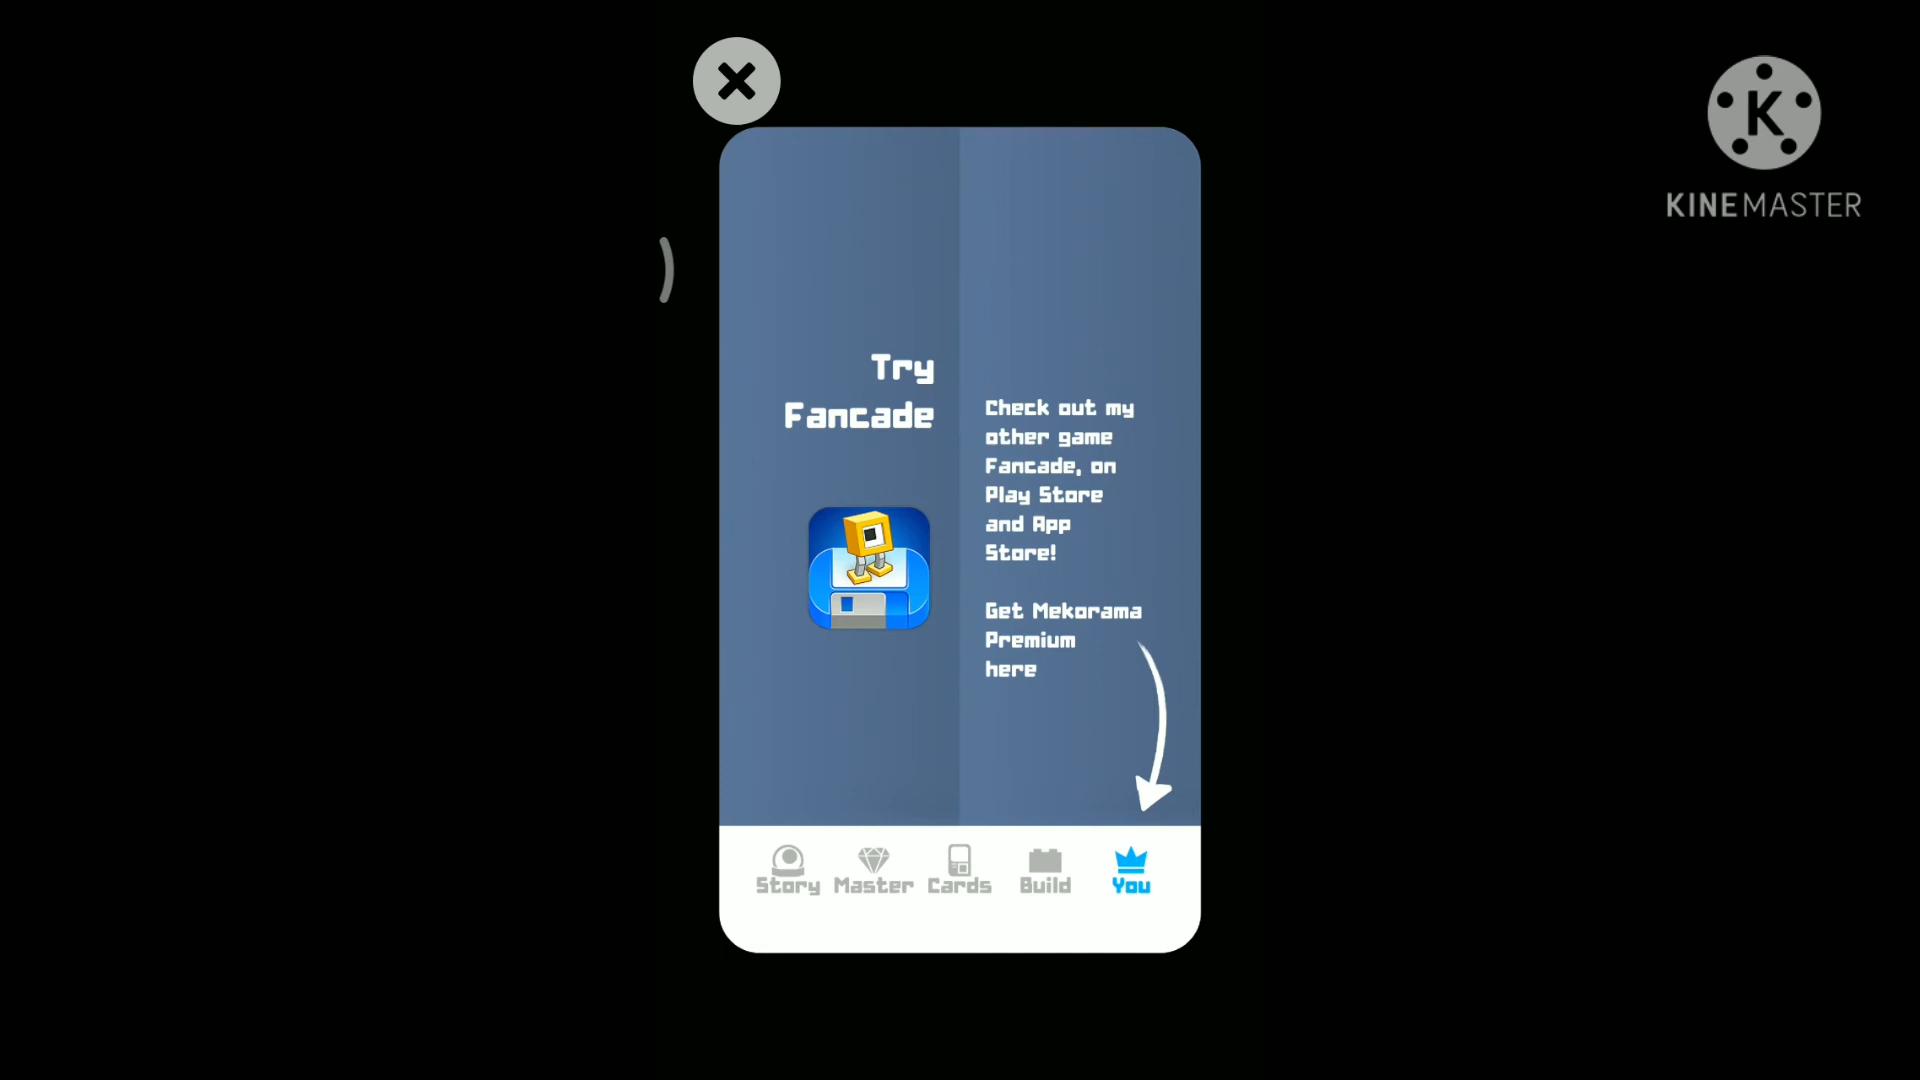 KINEMASTER
Try
Fancade
Check out my
other game
Fancade, on
Play Store
and App
Store!
Get Mekorama
Premium
here
Story Master Cards Build You